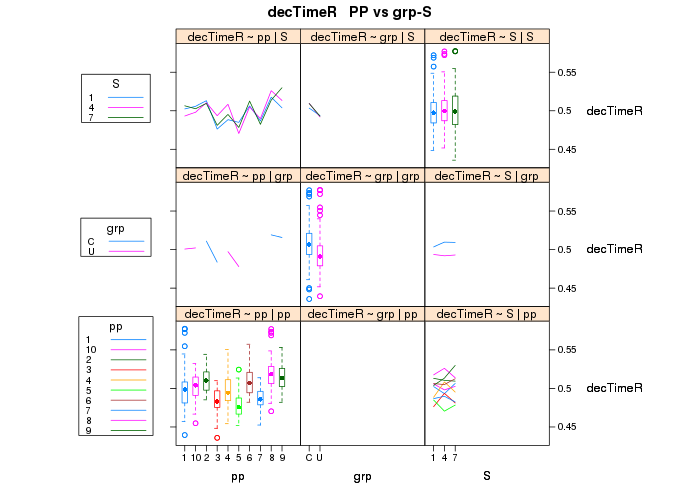 decTimeR PP vs grp-S
decTimeR ~ pp | S
decTimeR ~ grp | S
decTimeR ~ S | S
S
1
4
7
0.55
0.5
0.45
decTimeR
decTimeR ~ pp | grp
decTimeR ~ grp | grp
decTimeR ~ S | grp
grp
C
U
0.55
0.5
0.45
decTimeR
decTimeR ~ pp | pp
decTimeR ~ grp | pp
decTimeR ~ S | pp
pp
1
10
2
3
4
5
6
7
8
9
0.55
0.5
0.45
decTimeR
1 10 2 3 4 5 6 7 8 9
C U
1 4 7
pp
grp
S